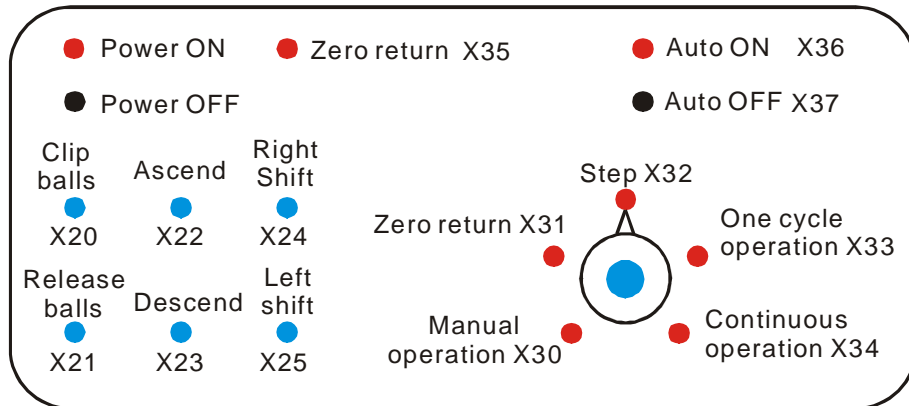 Power ON
Zero return X35
Auto ON X36
Power OFF
Auto OFF X37
Clip
balls
X20
Ascend
X22
Right
Shift
X24
Release
balls
X21
Descend
X23
Left
shift
X25
Step X32
Zero return X31
One cycle
operation X33
Manual
operation X30
Continuous
operation X34